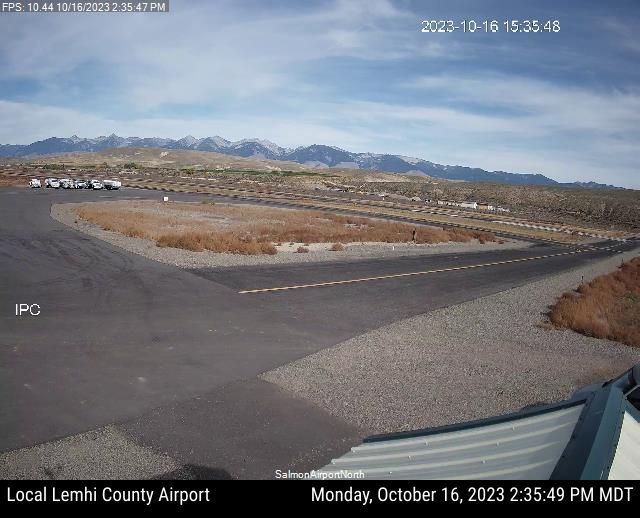 FPS: 10.44 10/16/2023 2:35:47 PM
2023-10-16 15:35:48
IPC
SalmonAirportNorth
Local Lemhi County Airport Monday, October 16, 2023 2:35:49 PM MDT